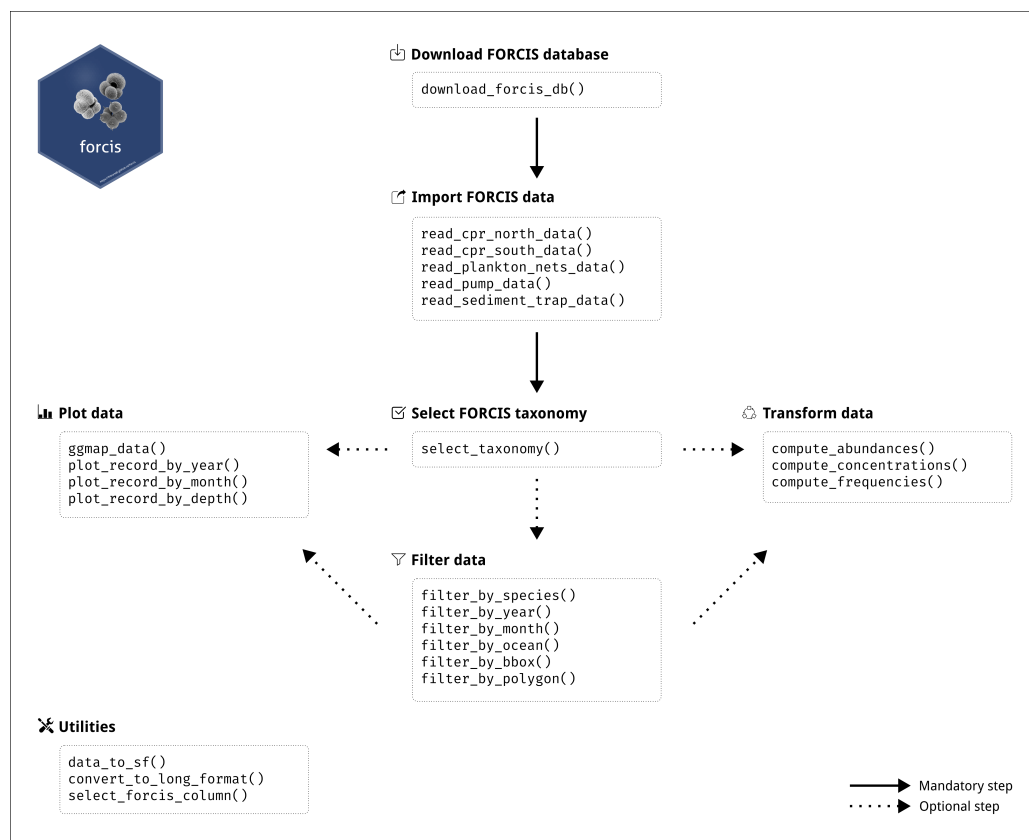 forcis
Download FORCIS database
download_forcis_db()
Import FORCIS data
read_cpr_north_data()
read_cpr_south_data()
read_plankton_nets_data()
read_pump_data()
read_sediment_trap_data()
Plot data
ggmap_data()
plot_record_by_year()
plot_record_by_month()
plot_record_by_depth()
Select FORCIS taxonomy
select_taxonomy()
Transform data
compute_abundances()
compute_concentrations()
compute_frequencies()
Filter data
filter_by_species()
filter_by_year()
filter_by_month()
filter_by_ocean()
filter_by_bbox()
filter_by_polygon()
Utilities
data_to_sf()
convert_to_long_format()
select_forcis_column()
Mandatory step
Optional step